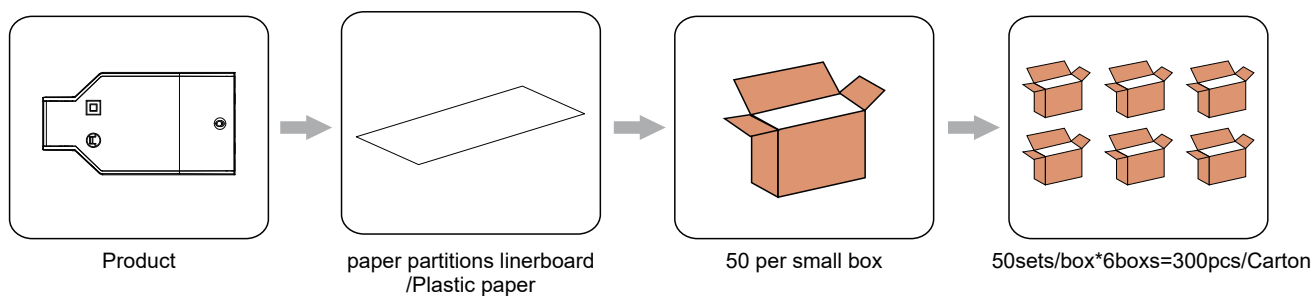 Product
paper partitions linerboard
/Plastic paper
50 per small box
50sets/box*6boxs=300pcs/Carton